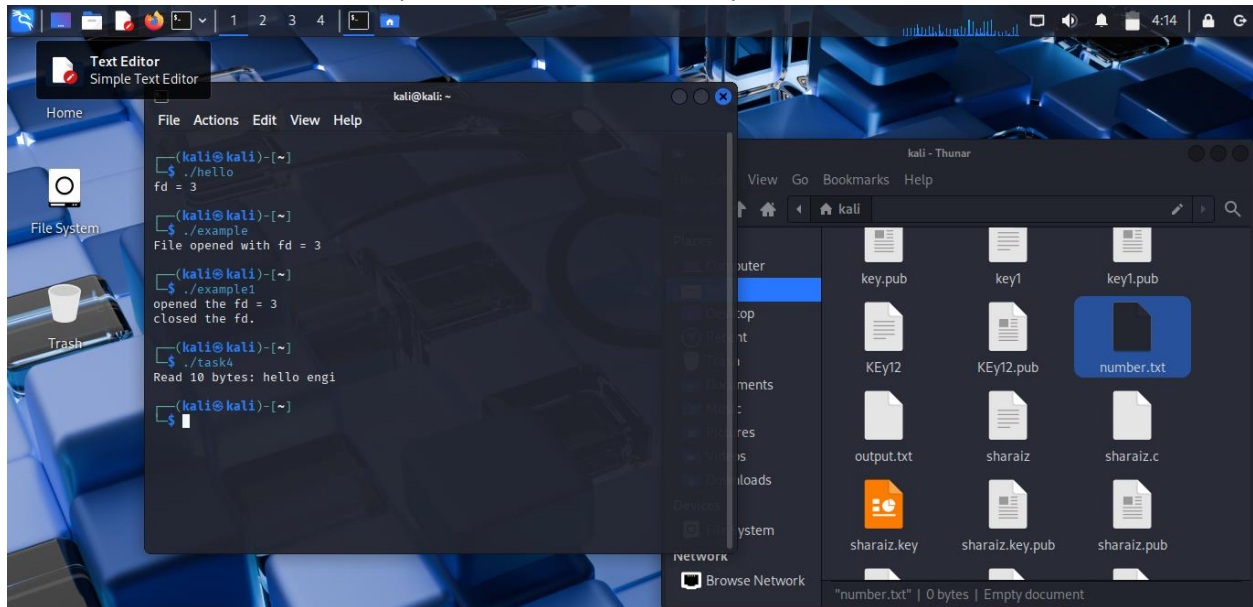 1 2 3 4
4:14
Text Editor
Simple Text Editor
Home
File System
Trash
kali@kali: ~
File Actions Edit View Help
┌──(kali㉿kali)-[~]
└─$ ./hello
fd = 3
┌──(kali㉿kali)-[~]
└─$ ./example
File opened with fd = 3
┌──(kali㉿kali)-[~]
└─$ ./example1
opened the fd = 3
closed the fd.
┌──(kali㉿kali)-[~]
└─$ ./task4
Read 10 bytes: hello engi
┌──(kali㉿kali)-[~]
└─$
kali - Thunar
View Go Bookmarks Help
kali
Places
Devices
Network
Browse Network
key.pub key1 key1.pub
KEy12 KEy12.pub number.txt
output.txt sharaiz sharaiz.c
sharaiz.key sharaiz.key.pub sharaiz.pub
"number.txt" | 0 bytes | Empty document